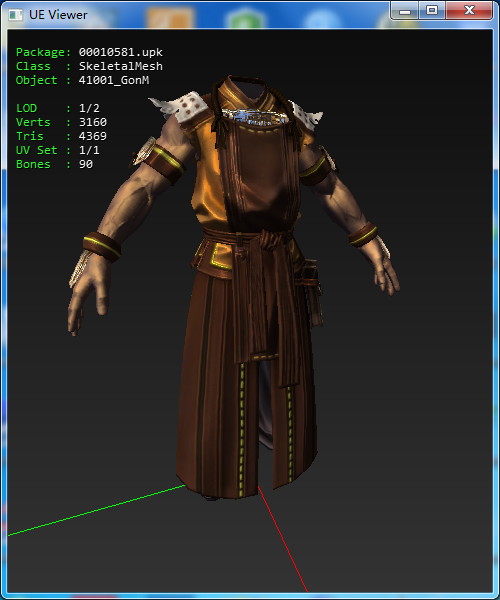 UE Viewer
Package: 00010581.upk
Class : SkeletalMesh
Object : 41001_GonM
LOD : 1/2
Verts : 3160
Tris : 4369
UV Set : 1/1
Bones : 90